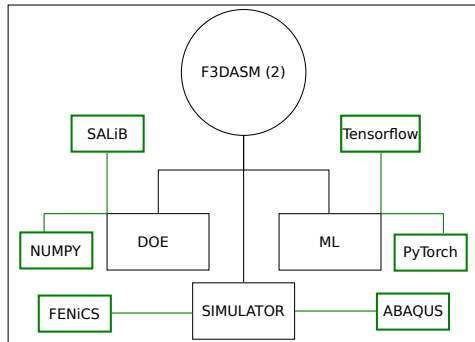 F3DASM (2)
SALiB
Tensorflow
NUMPY
DOE
ML
PyTorch
FENiCS
SIMULATOR
ABAQUS